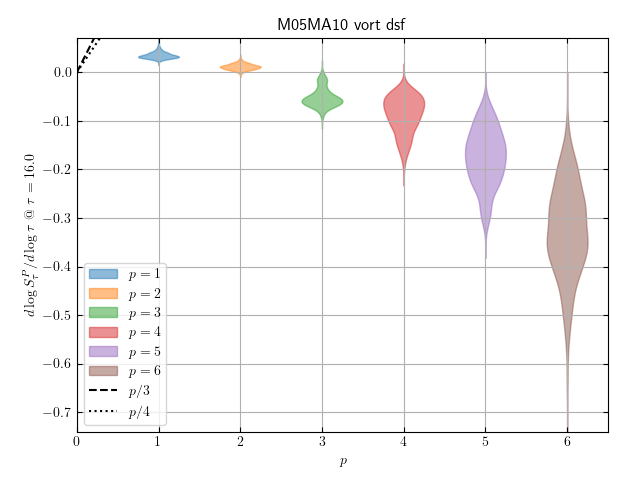 M05MA10 vort dsf
d log S_τ^P / d log τ @ τ = 16.0
0.0
−0.1
−0.2
−0.3
−0.4
−0.5
−0.6
−0.7
p = 1
p = 2
p = 3
p = 4
p = 5
p = 6
p/3
p/4
0 1 2 3 4 5 6
p